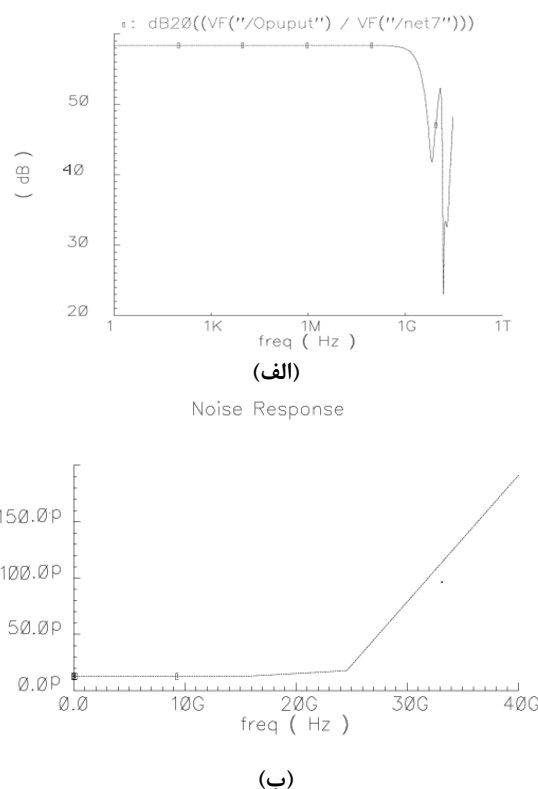 ▯: dB20((VF("/Opuput") / VF("/net7")))
50
40
30
20
( dB )
1 1K 1M 1G 1T
freq ( Hz )
(الف)
Noise Response
150.0p
100.0p
50.0p
0.0p
0.0 10G 20G 30G 40G
freq ( Hz )
(ب)